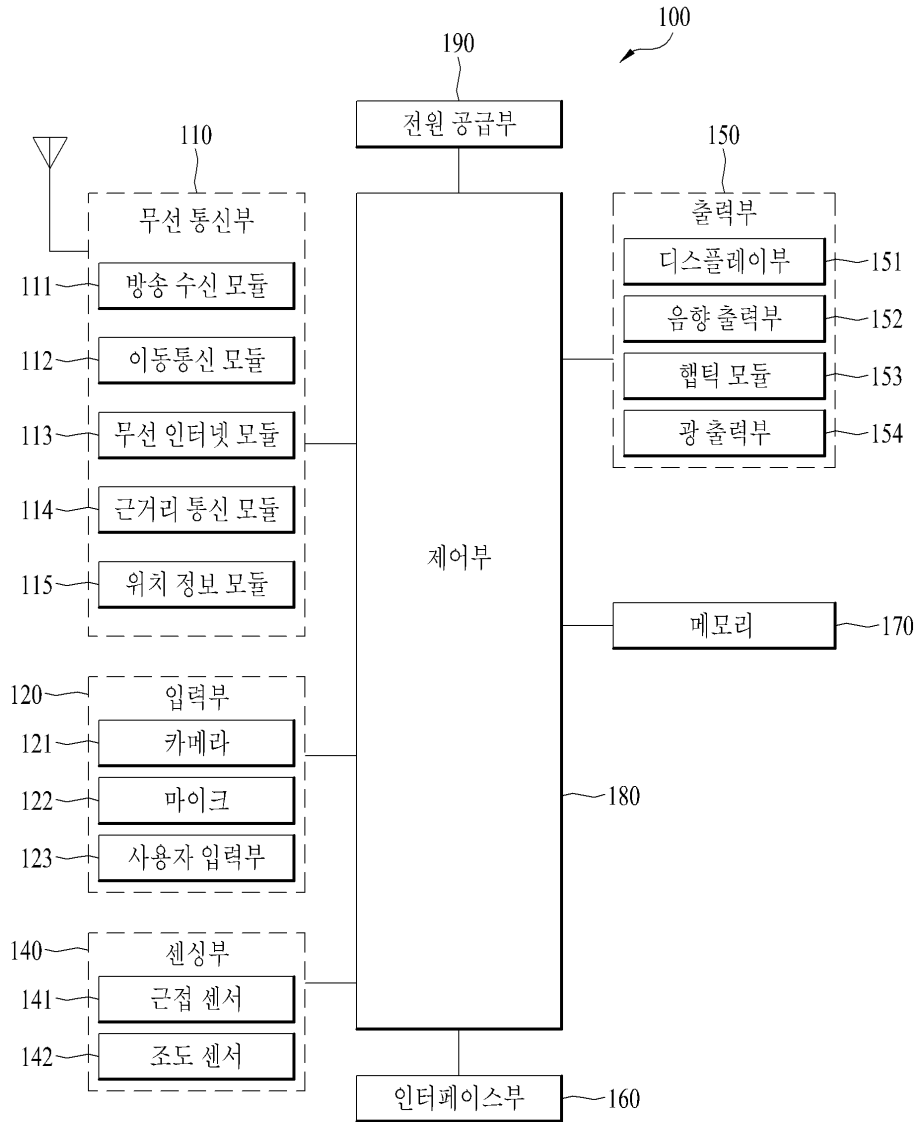 100
190
전원 공급부
110
무선 통신부
111
방송 수신 모듈
112
이동통신 모듈
113
무선 인터넷 모듈
114
근거리 통신 모듈
115
위치 정보 모듈
120
입력부
121
카메라
122
마이크
123
사용자 입력부
140
센싱부
141
근접 센서
142
조도 센서
제어부
180
150
출력부
디스플레이부
151
음향 출력부
152
햅틱 모듈
153
광 출력부
154
메모리
170
인터페이스부
160